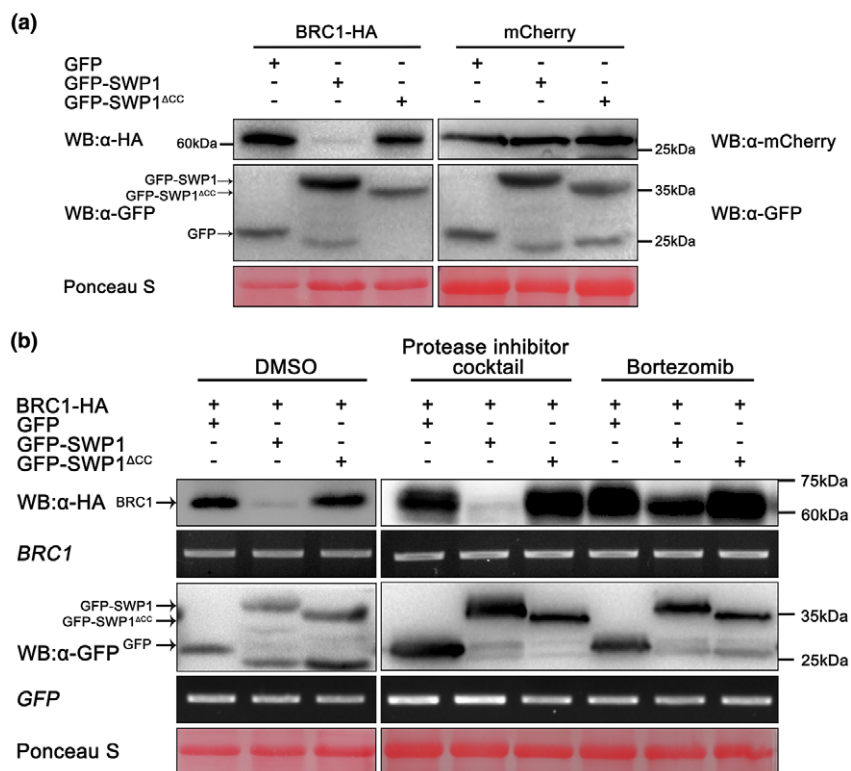 (a)
BRC1-HA mCherry
GFP + - - + - -
GFP-SWP1 - + - - + -
GFP-SWP1ΔCC - - + - - +
WB:α-HA 60kDa 25kDa WB:α-mCherry
GFP-SWP1→
GFP-SWP1ΔCC→ 35kDa
WB:α-GFP GFP→ 25kDa WB:α-GFP
Ponceau S
(b)
DMSO Protease inhibitor cocktail Bortezomib
BRC1-HA + + + + + + + + +
GFP + - - + - - + - -
GFP-SWP1 - + - - + - - + -
GFP-SWP1ΔCC - - + - - + - - +
WB:α-HA BRC1→ 75kDa
60kDa
BRC1
GFP-SWP1→
GFP-SWP1ΔCC→ 35kDa
WB:α-GFP GFP→ 25kDa
GFP
Ponceau S